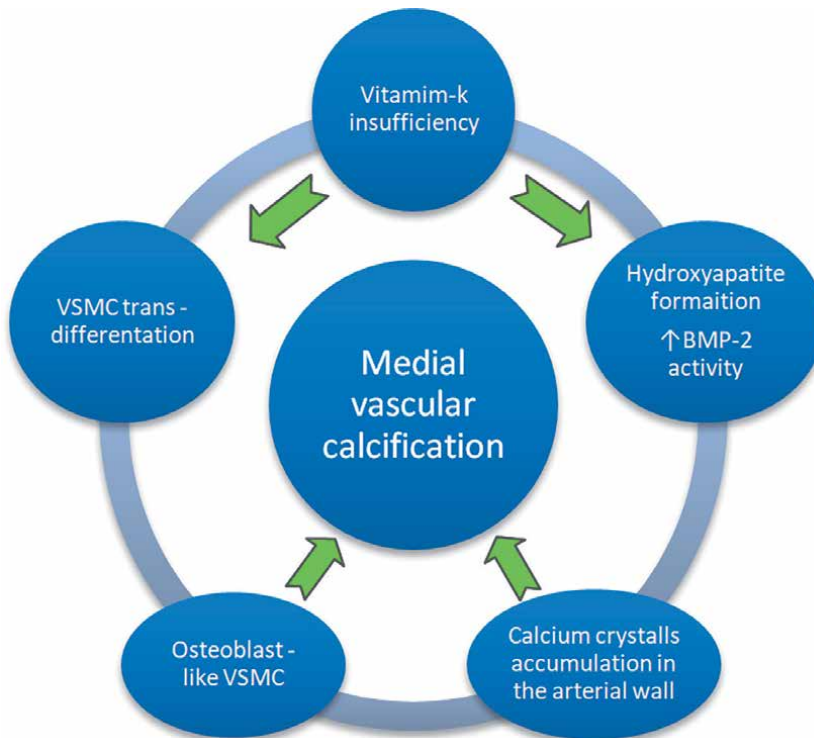 Vitamim-k
insufficiency
VSMC trans -
differentation
Hydroxyapatite
formaition
↑BMP-2
activity
Medial
vascular
calcification
Osteoblast -
like VSMC
Calcium crystalls
accumulation in
the arterial wall